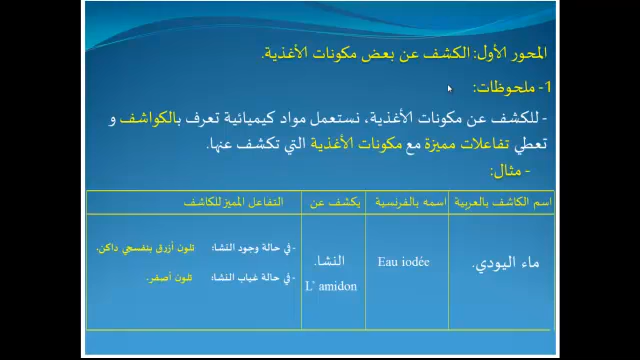 المحور الأول: الكشف عن بعض مكونات الأغذية.
1- ملحوظات:
- للكشف عن مكونات الأغذية، نستعمل مواد كيميائية تعرف بالكواشف و
تعطي تفاعلات مميزة مع مكونات الأغذية التي تكشف عنها.
- مثال:
اسم الكاشف بالعربية اسمه بالفرنسية يكشف عن التفاعل المميز للكاشف
ماء اليودي.
Eau iodée
النشا.
L' amidon
- في حالة وجود النشا: تلون أزرق بنفسجي داكن.
- في حالة غياب النشا: تلون أصفر.